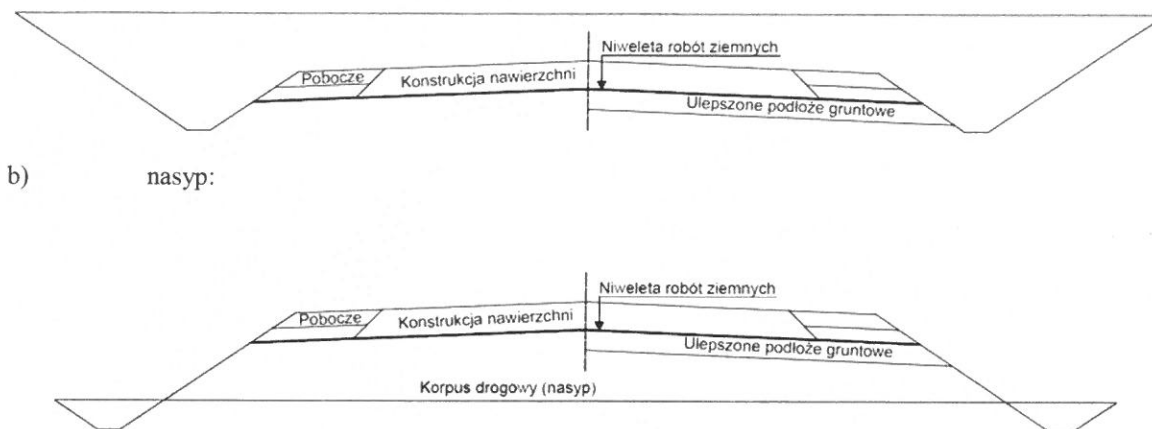 Niweleta robót ziemnych
Pobocze
Konstrukcja nawierzchni
Ulepszone podłoże gruntowe
b) nasyp:
Niweleta robót ziemnych
Pobocze
Konstrukcja nawierzchni
Ulepszone podłoże gruntowe
Korpus drogowy (nasyp)